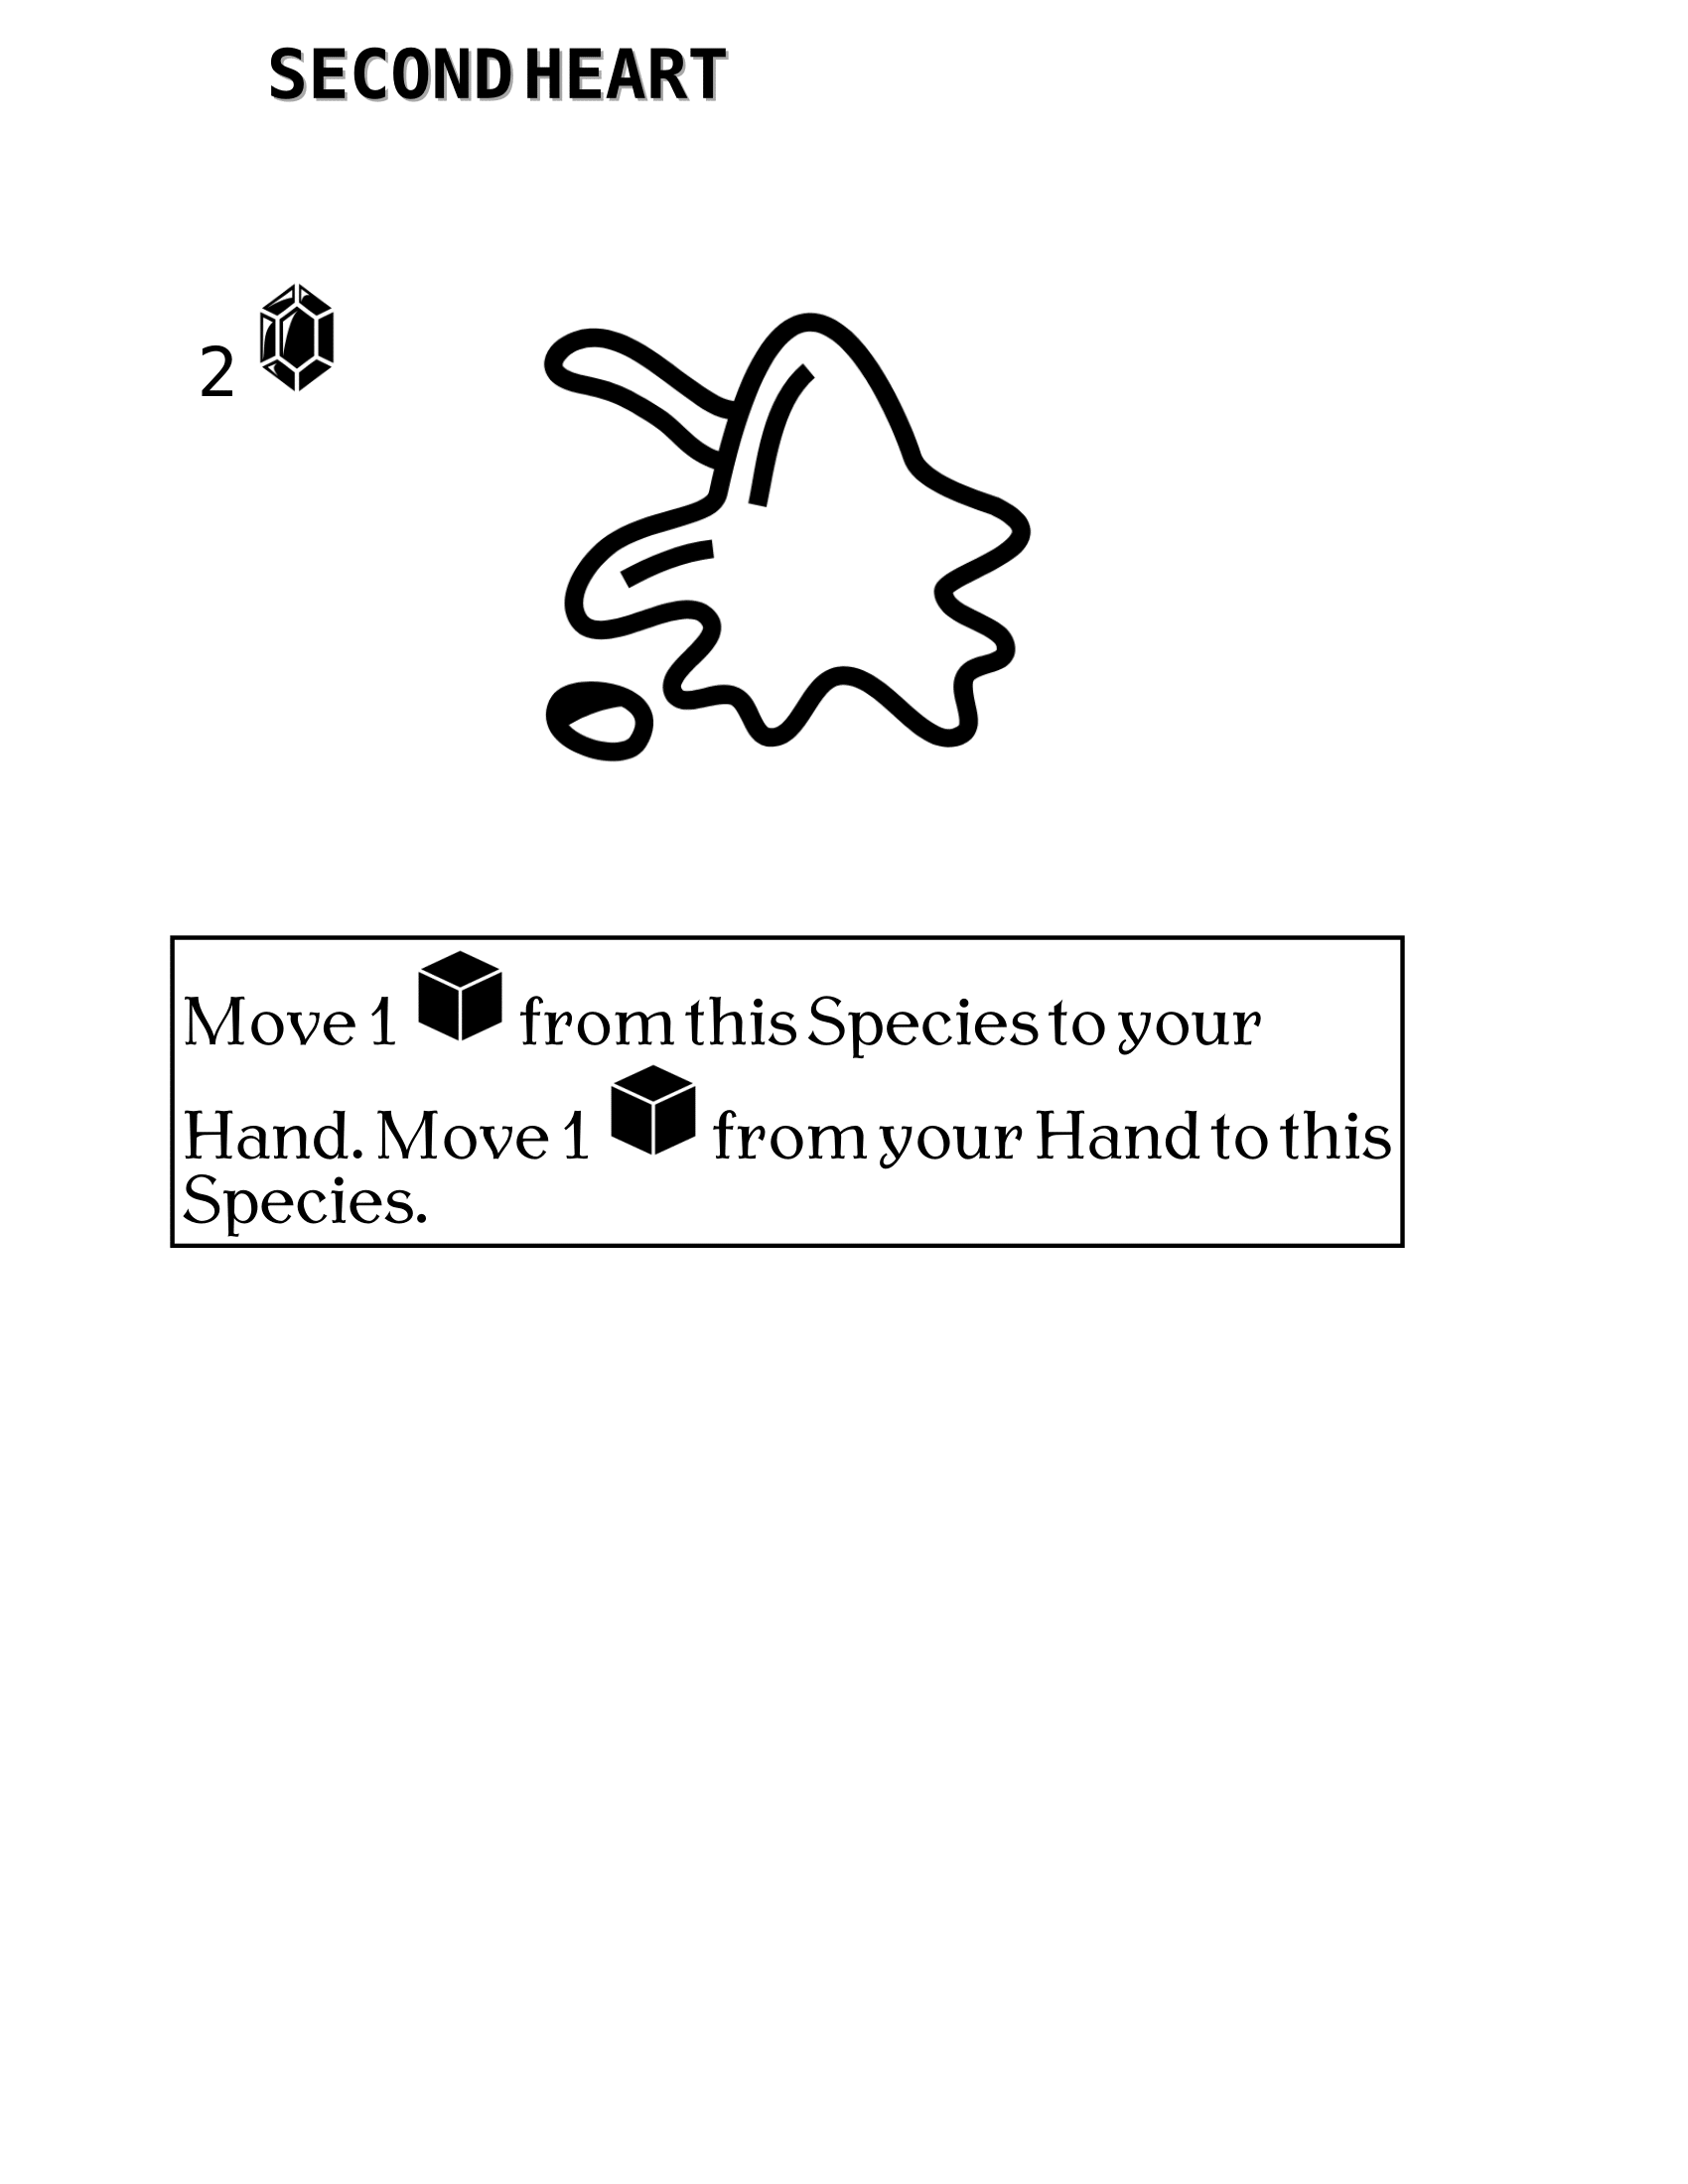 SECOND HEART
2
Move 1 from this Species to your
Hand. Move 1 from your Hand to this
Species.